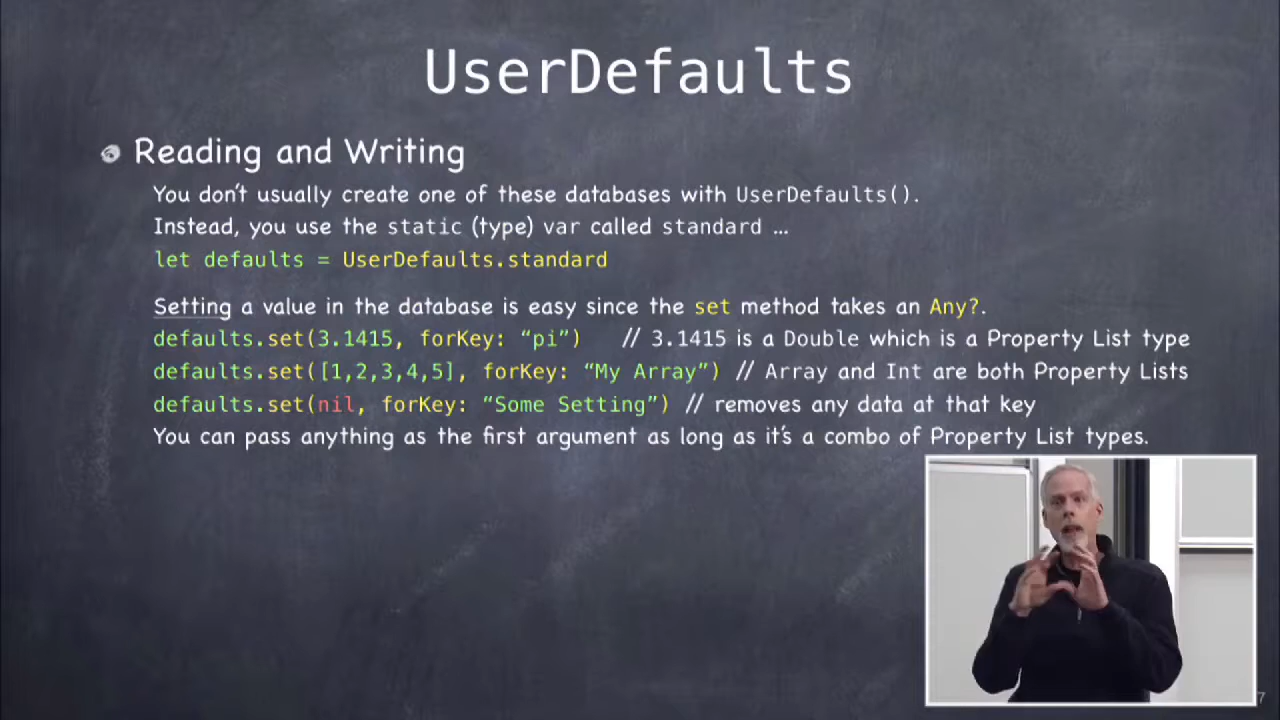 UserDefaults
Reading and Writing
You don't usually create one of these databases with UserDefaults().
Instead, you use the static (type) var called standard ...
let defaults = UserDefaults.standard
Setting a value in the database is easy since the set method takes an Any?.
defaults.set(3.1415, forKey: “pi”) // 3.1415 is a Double which is a Property List type
defaults.set([1,2,3,4,5], forKey: “My Array”) // Array and Int are both Property Lists
defaults.set(nil, forKey: “Some Setting”) // removes any data at that key
You can pass anything as the first argument as long as it's a combo of Property List types.